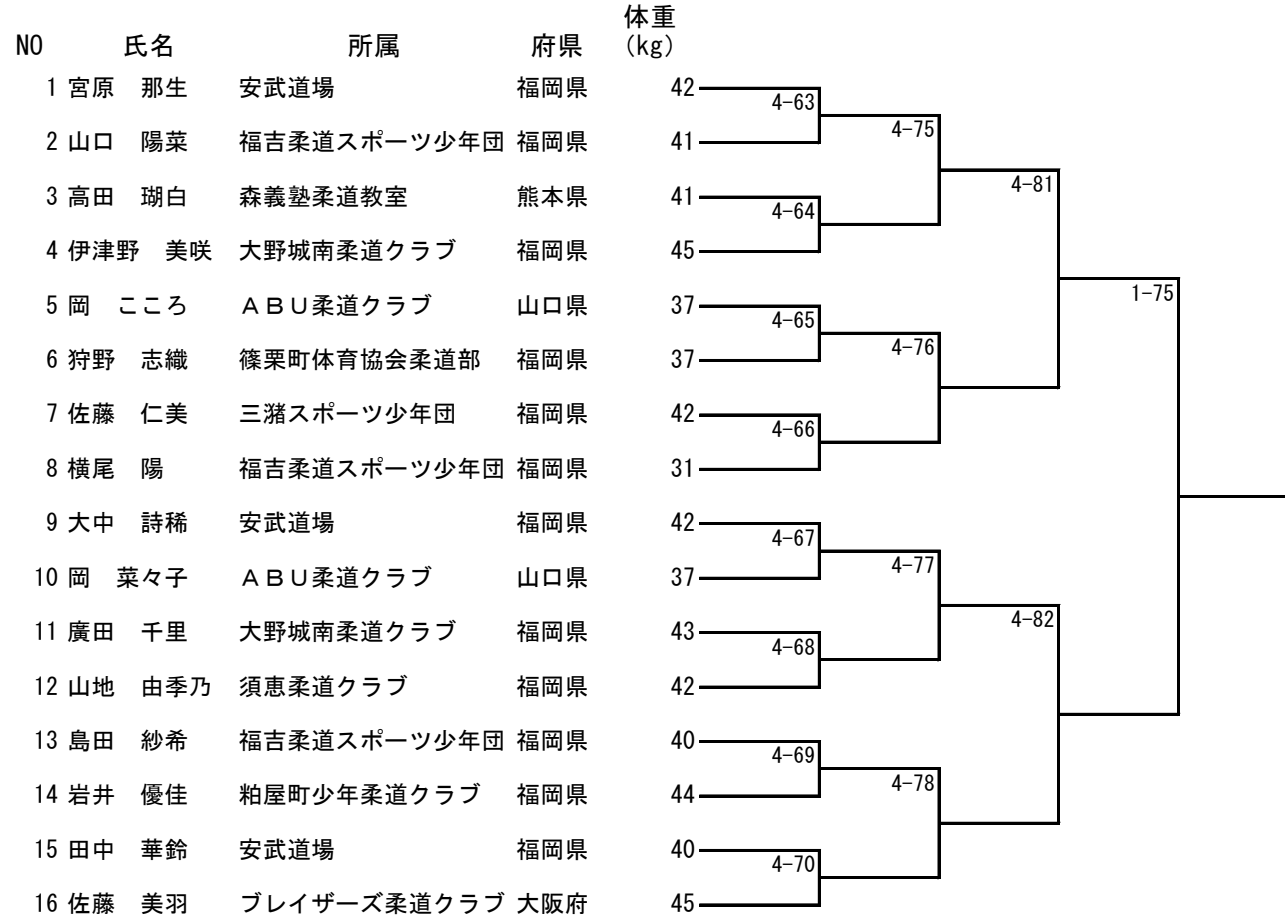 体重
NO 氏名 所属 府県 (kg)
1 宮原 那生 安武道場 福岡県 42
4-63
4-75
2 山口 陽菜 福吉柔道スポーツ少年団 福岡県 41
4-81
3 高田 瑚白 森義塾柔道教室 熊本県 41
4-64
4 伊津野 美咲 大野城南柔道クラブ 福岡県 45
1-75
5 岡 こころ ABU柔道クラブ 山口県 37
4-65
4-76
6 狩野 志織 篠栗町体育協会柔道部 福岡県 37
7 佐藤 仁美 三潴スポーツ少年団 福岡県 42
4-66
8 横尾 陽 福吉柔道スポーツ少年団 福岡県 31
9 大中 詩稀 安武道場 福岡県 42
4-67
4-77
10 岡 菜々子 ABU柔道クラブ 山口県 37
4-82
11 廣田 千里 大野城南柔道クラブ 福岡県 43
4-68
12 山地 由季乃 須恵柔道クラブ 福岡県 42
13 島田 紗希 福吉柔道スポーツ少年団 福岡県 40
4-69
4-78
14 岩井 優佳 粕屋町少年柔道クラブ 福岡県 44
15 田中 華鈴 安武道場 福岡県 40
4-70
16 佐藤 美羽 ブレイザーズ柔道クラブ 大阪府 45